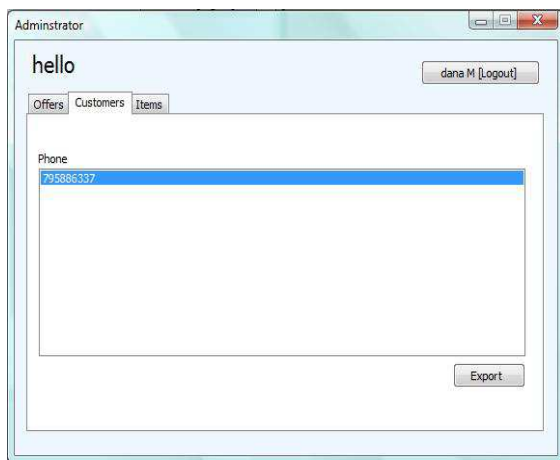 Adminstrator
hello
dana M [Logout]
Offers Customers Items
Phone
795886337
Export